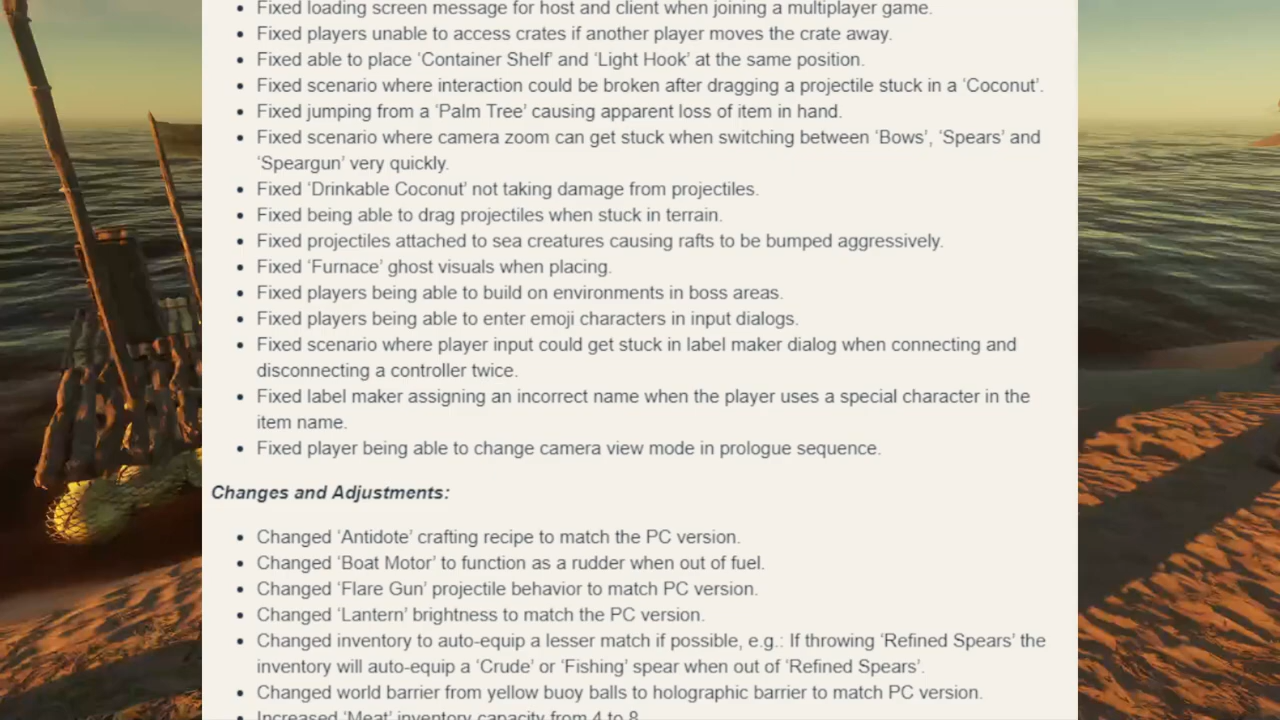 • Fixed loading screen message for host and client when joining a multiplayer game.
• Fixed players unable to access crates if another player moves the crate away.
• Fixed able to place ‘Container Shelf’ and ‘Light Hook’ at the same position.
• Fixed scenario where interaction could be broken after dragging a projectile stuck in a ‘Coconut’.
• Fixed jumping from a ‘Palm Tree’ causing apparent loss of item in hand.
• Fixed scenario where camera zoom can get stuck when switching between ‘Bows’, ‘Spears’ and
‘Speargun’ very quickly.
• Fixed ‘Drinkable Coconut’ not taking damage from projectiles.
• Fixed being able to drag projectiles when stuck in terrain.
• Fixed projectiles attached to sea creatures causing rafts to be bumped aggressively.
• Fixed ‘Furnace’ ghost visuals when placing.
• Fixed players being able to build on environments in boss areas.
• Fixed players being able to enter emoji characters in input dialogs.
• Fixed scenario where player input could get stuck in label maker dialog when connecting and
disconnecting a controller twice.
• Fixed label maker assigning an incorrect name when the player uses a special character in the
item name.
• Fixed player being able to change camera view mode in prologue sequence.
Changes and Adjustments:
• Changed ‘Antidote’ crafting recipe to match the PC version.
• Changed ‘Boat Motor’ to function as a rudder when out of fuel.
• Changed ‘Flare Gun’ projectile behavior to match PC version.
• Changed ‘Lantern’ brightness to match the PC version.
• Changed inventory to auto-equip a lesser match if possible, e.g.: If throwing ‘Refined Spears’ the
inventory will auto-equip a ‘Crude’ or ‘Fishing’ spear when out of ‘Refined Spears’.
• Changed world barrier from yellow buoy balls to holographic barrier to match PC version.
• Increased ‘Meat’ inventory capacity from 4 to 8